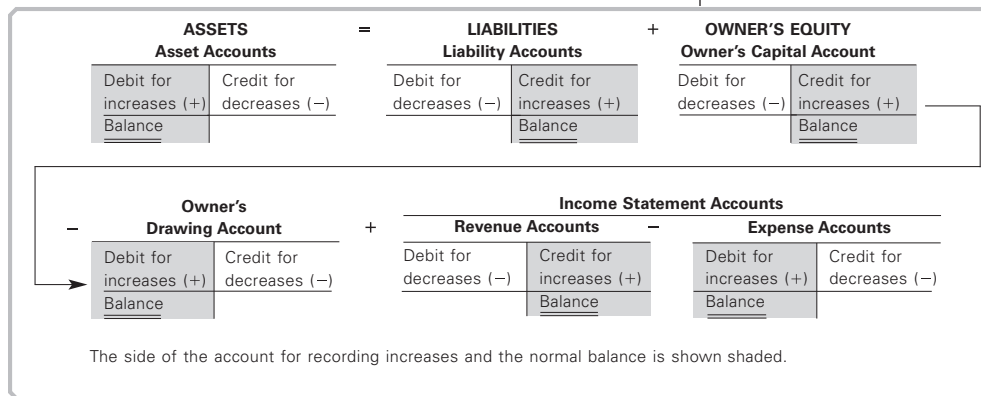 ASSETS = LIABILITIES + OWNER'S EQUITY
Asset Accounts Liability Accounts Owner's Capital Account
Debit for Credit for Debit for Credit for Debit for Credit for
increases (+) decreases (−) decreases (−) increases (+) decreases (−) increases (+)
Balance Balance Balance
Owner's Income Statement Accounts
− Drawing Account + Revenue Accounts − Expense Accounts
Debit for Credit for Debit for Credit for Debit for Credit for
increases (+) decreases (−) decreases (−) increases (+) increases (+) decreases (−)
Balance Balance Balance
The side of the account for recording increases and the normal balance is shown shaded.